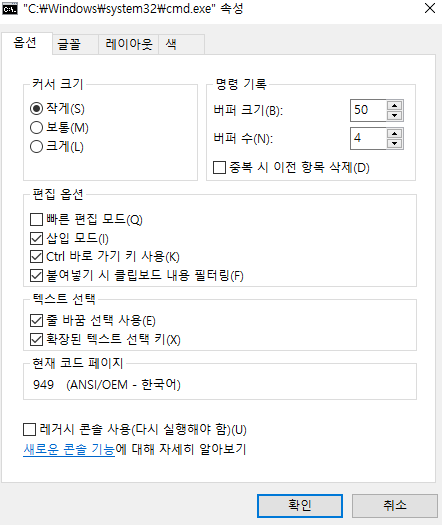 "C:₩Windows₩system32₩cmd.exe" 속성
옵션 글꼴 레이아웃 색
커서 크기
작게(S)
보통(M)
크게(L)
명령 기록
버퍼 크기(B): 50
버퍼 수(N): 4
중복 시 이전 항목 삭제(D)
편집 옵션
빠른 편집 모드(Q)
삽입 모드(I)
Ctrl 바로 가기 키 사용(K)
붙여넣기 시 클립보드 내용 필터링(F)
텍스트 선택
줄 바꿈 선택 사용(E)
확장된 텍스트 선택 키(X)
현재 코드 페이지
949 (ANSI/OEM - 한국어)
레거시 콘솔 사용(다시 실행해야 함)(U)
새로운 콘솔 기능에 대해 자세히 알아보기
확인 취소